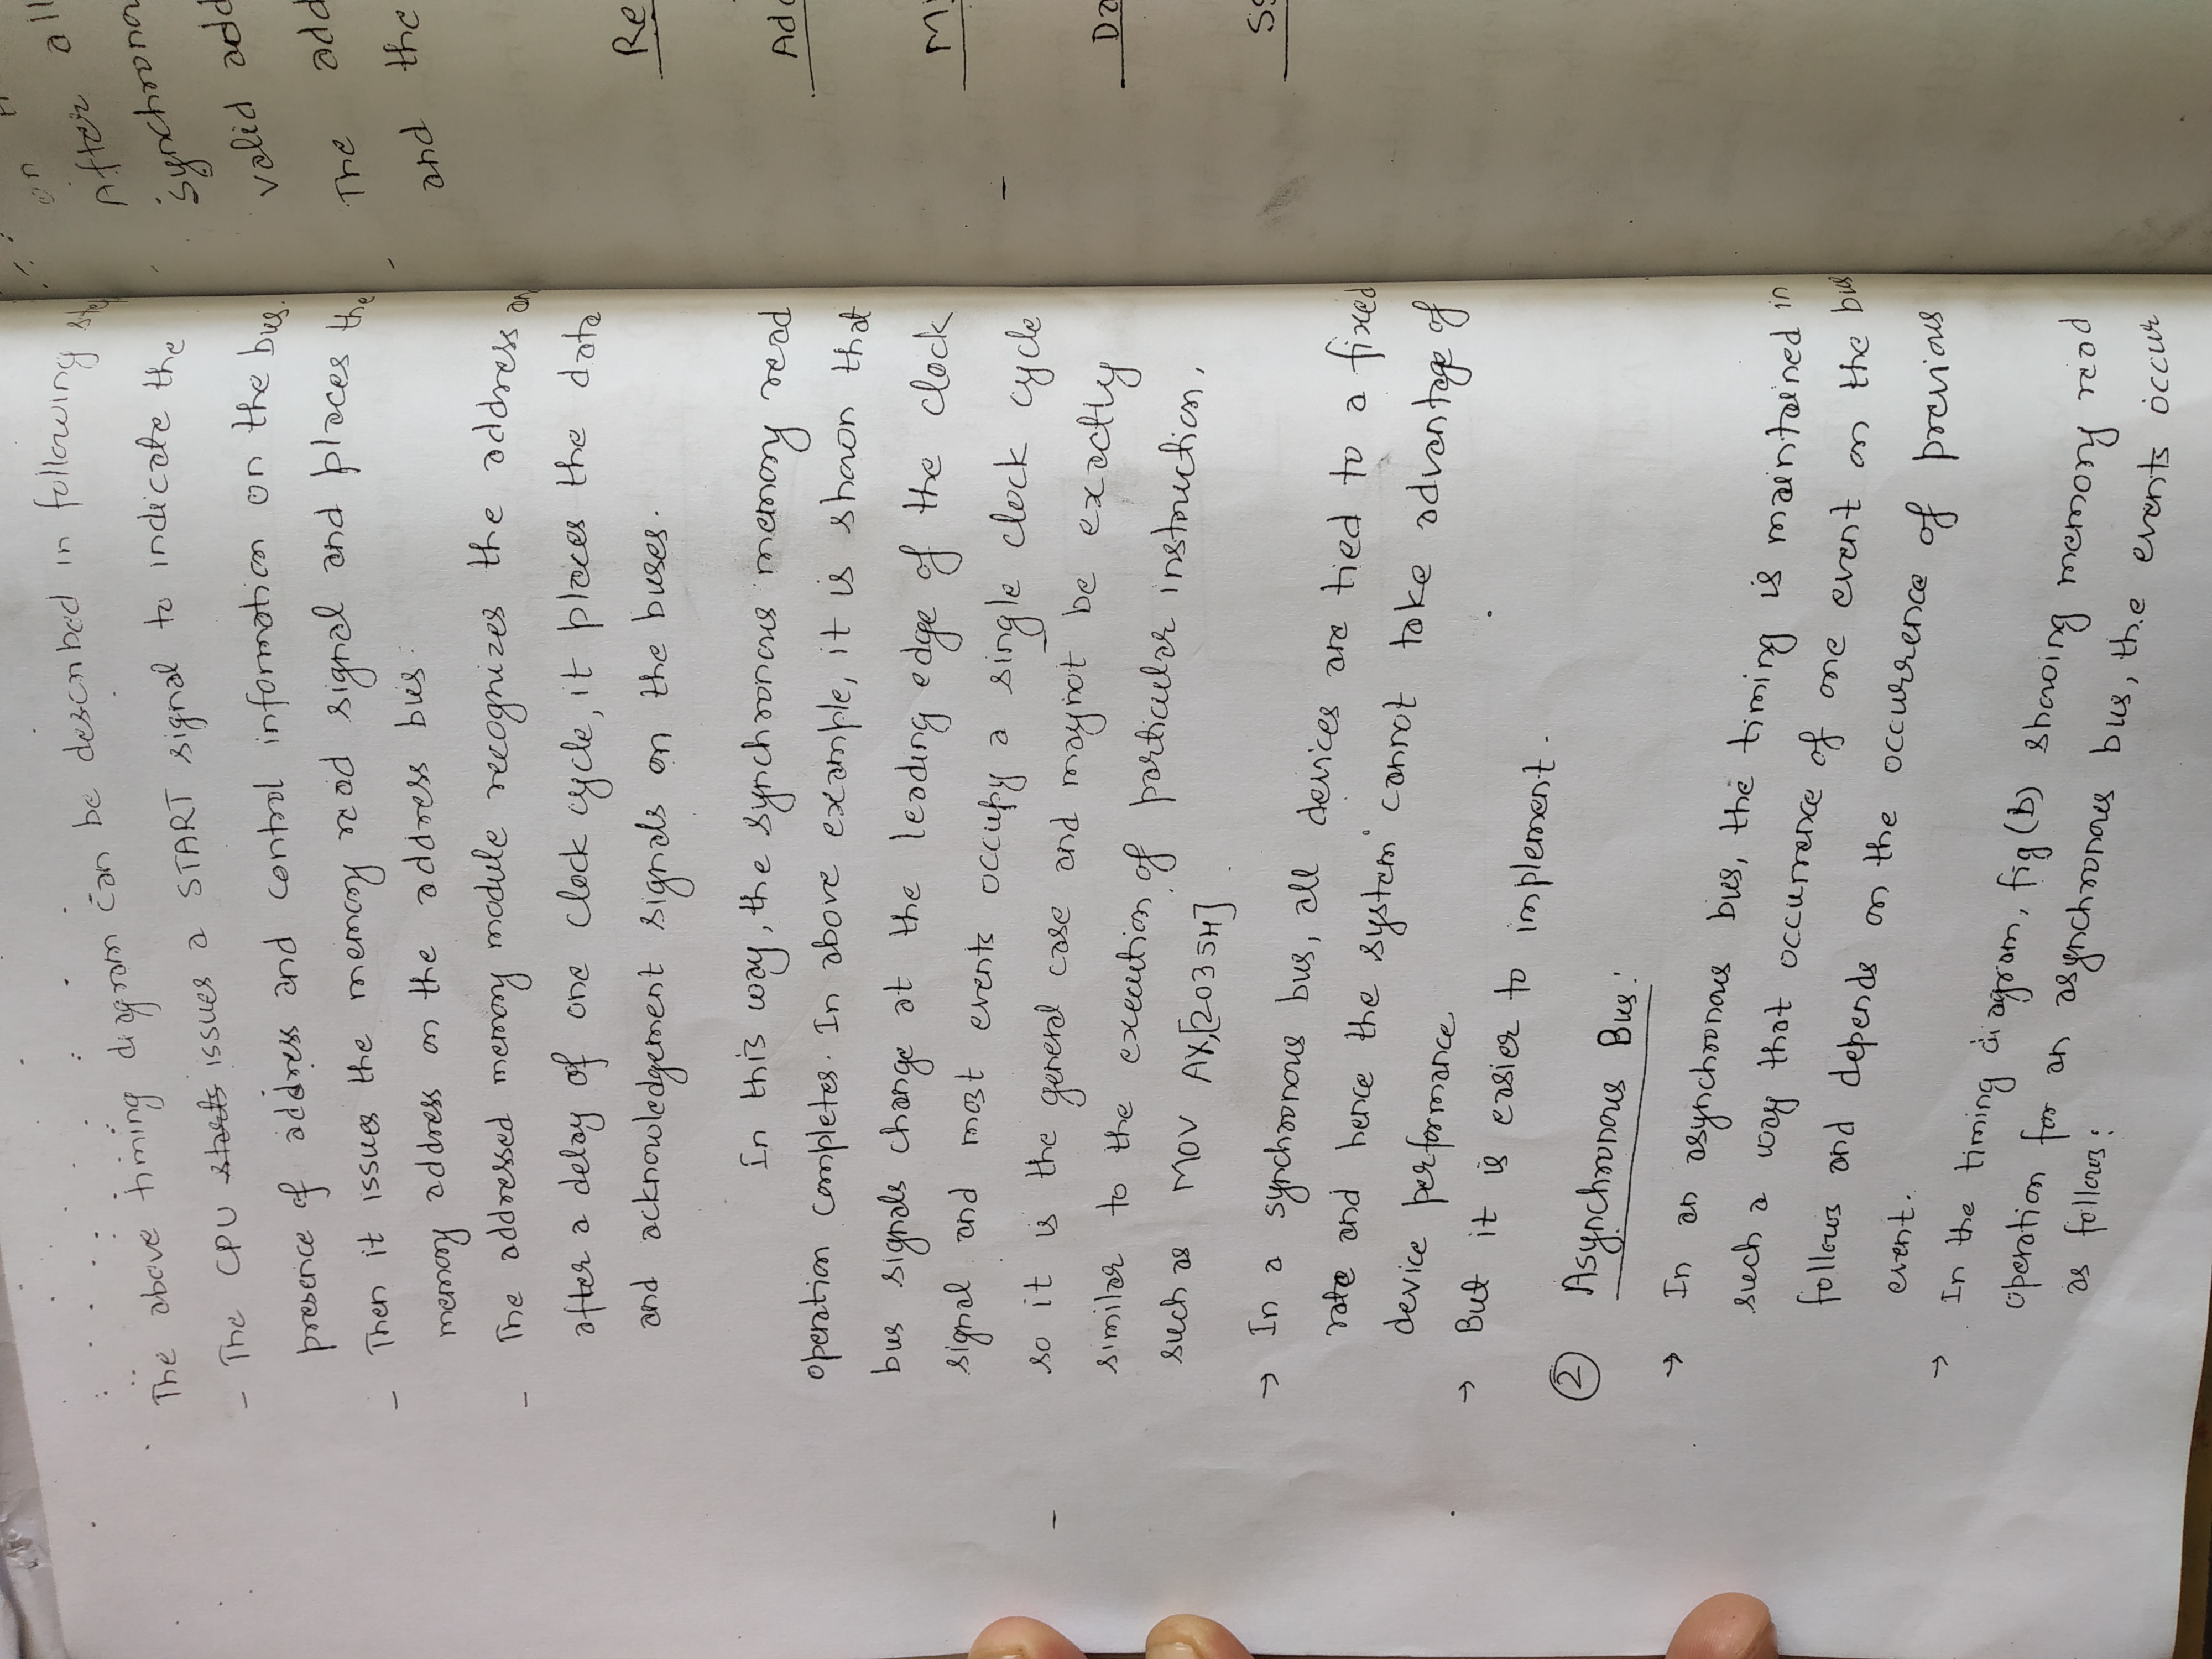 The above timing diagram can be described in following ste
- The CPU starts issues a START signal to indicate the
presence of address and control information on the bus.
- Then it issues the memory read signal and places the
memory address on the address bus.
- The addressed memory module recognizes the address an
after a delay of one clock cycle, it places the data
and acknowledgement signals on the buses.
In this way, the synchronous memory read
operation completes. In above example, it is shown that
bus signals change at the leading edge of the clock
signal and most events occupy a single clock cycle
so it is the general case and maynot be exactly
similar to the execution of particular instruction,
such as MOV AX,[2035H].
→ In a synchronous bus, all devices are tied to a fixed
rate and hence the system cannot take advantage of
device performance
→ But it is easier to implement.
② Asynchronous Bus:
→ In an asynchronous bus, the timing is maintained in
such a way that occurrence of one event on the bus
follows and depends on the occurrence of previous
event.
→ In the timing diagram, fig (b) showing memory read
operation for an asynchronous bus, the events occur
as follows:
on
After all
synchronou
valid add
The add
and the
Re
Ad
M
Da
SS